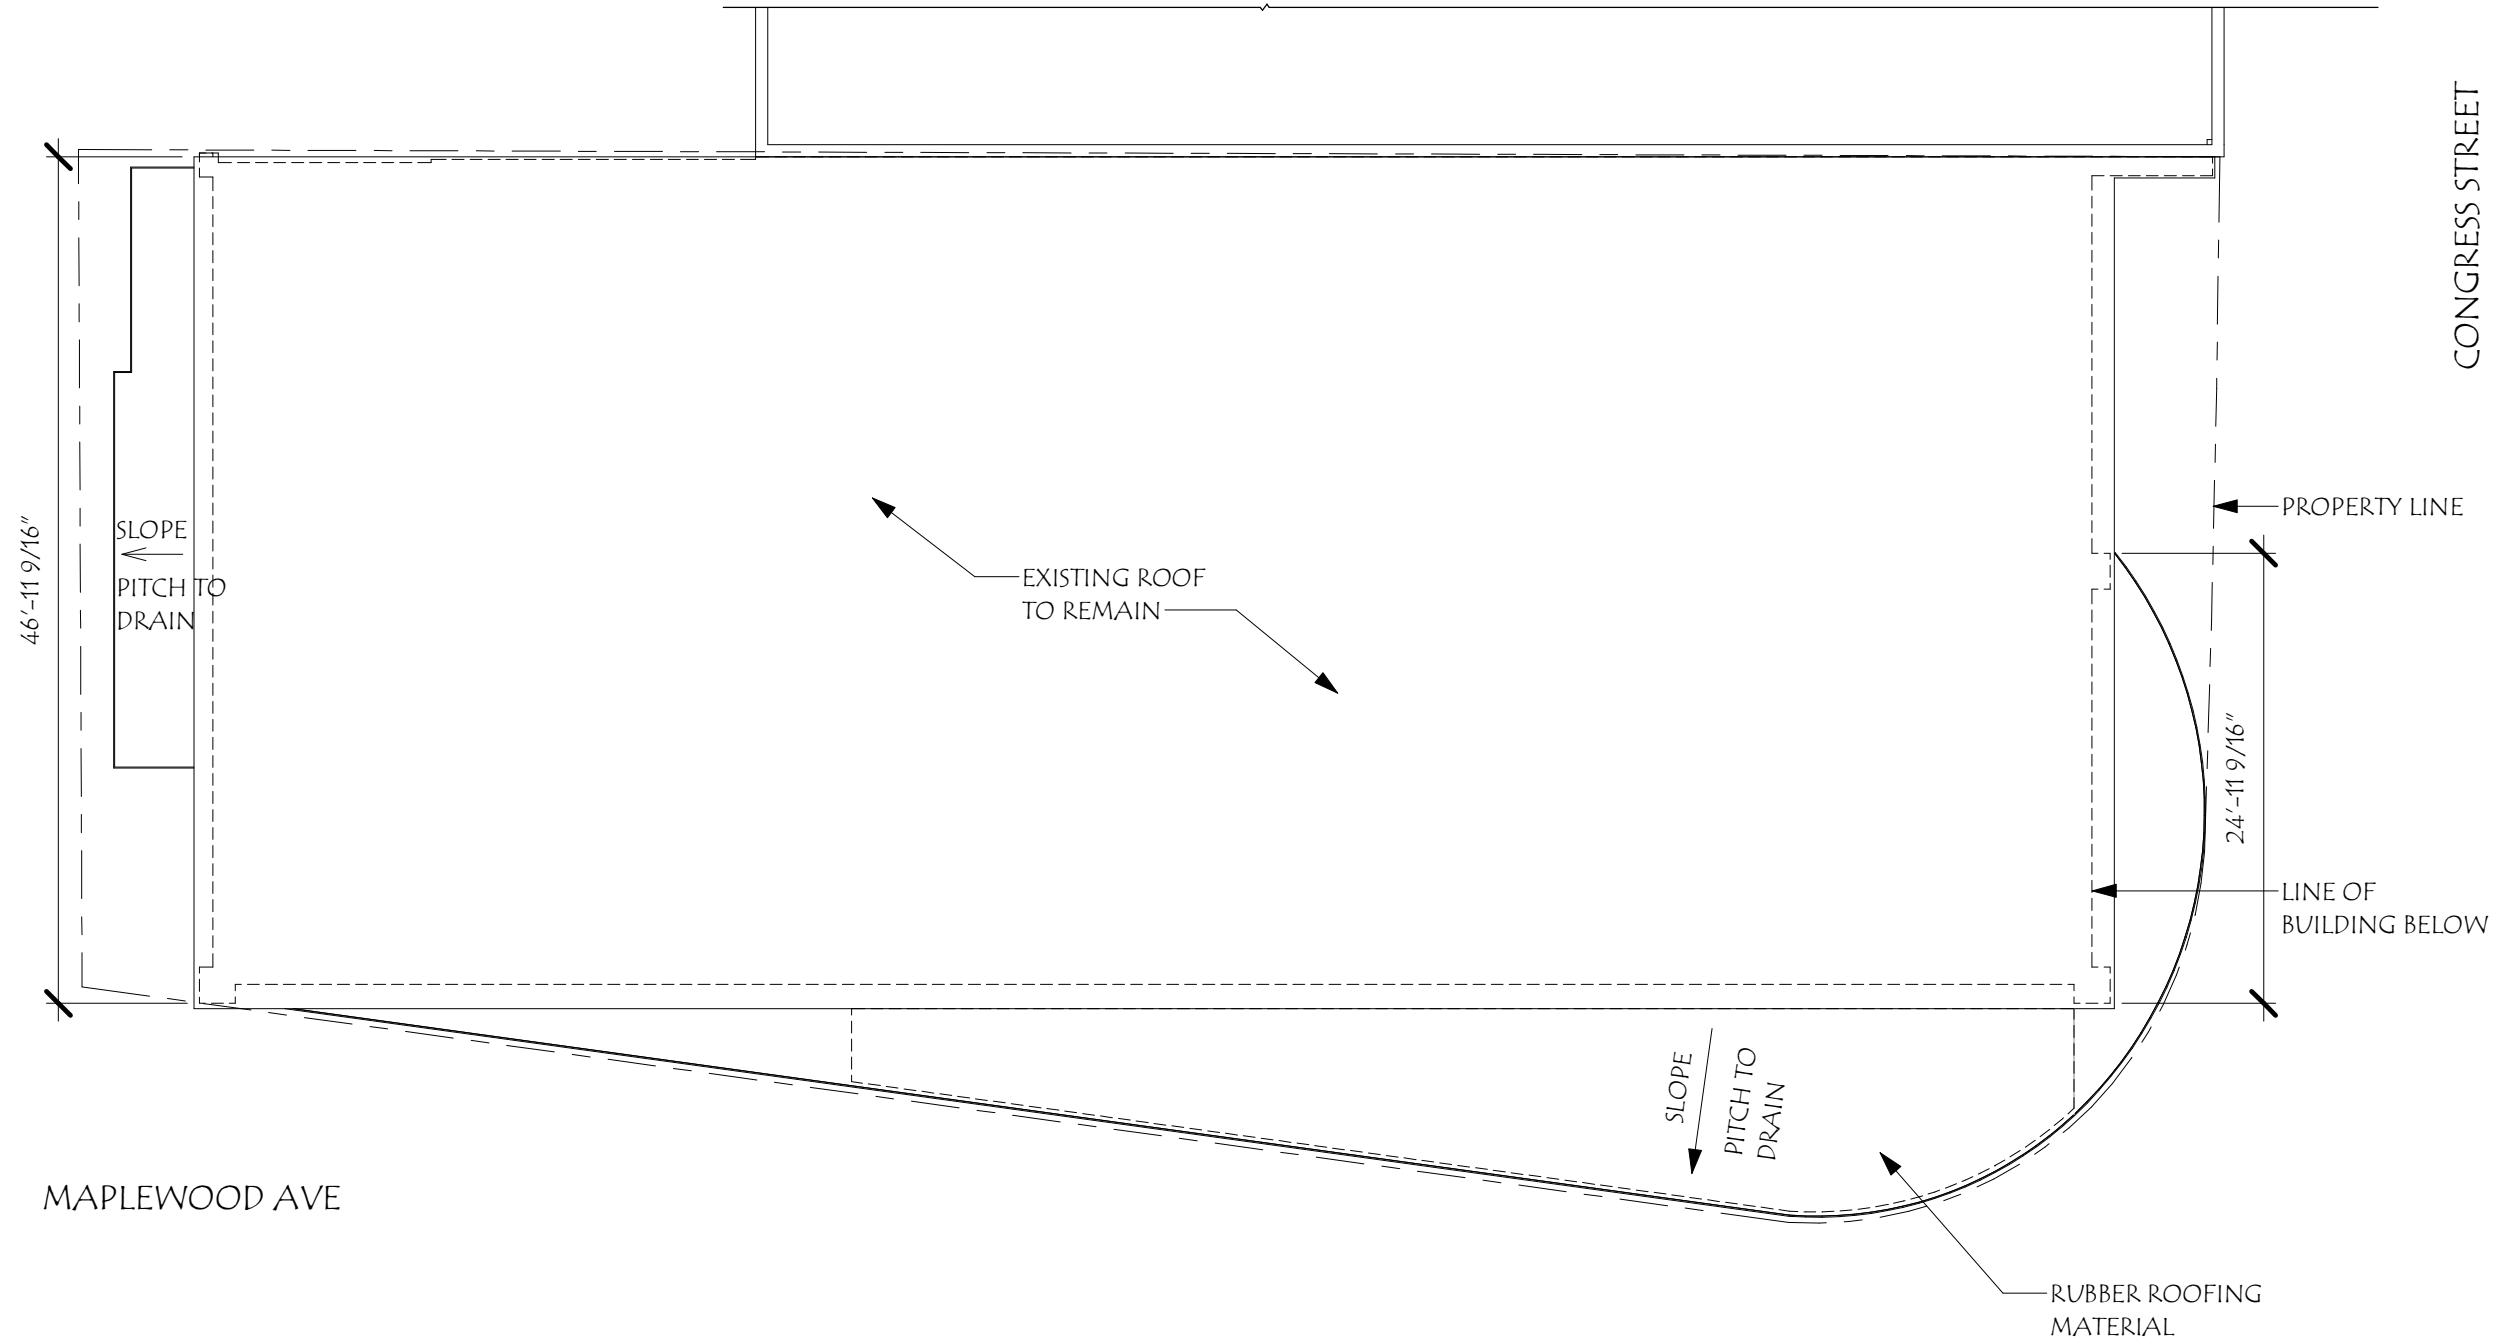 CONGRESS STREET
PROPERTY LINE
SLOPE
PITCH TO
DRAIN
46'-11 9/16"
EXISTING ROOF
TO REMAIN
24'-11 9/16"
LINE OF
BUILDING BELOW
SLOPE
PITCH TO
DRAIN
MAPLEWOOD AVE
RUBBER ROOFING
MATERIAL